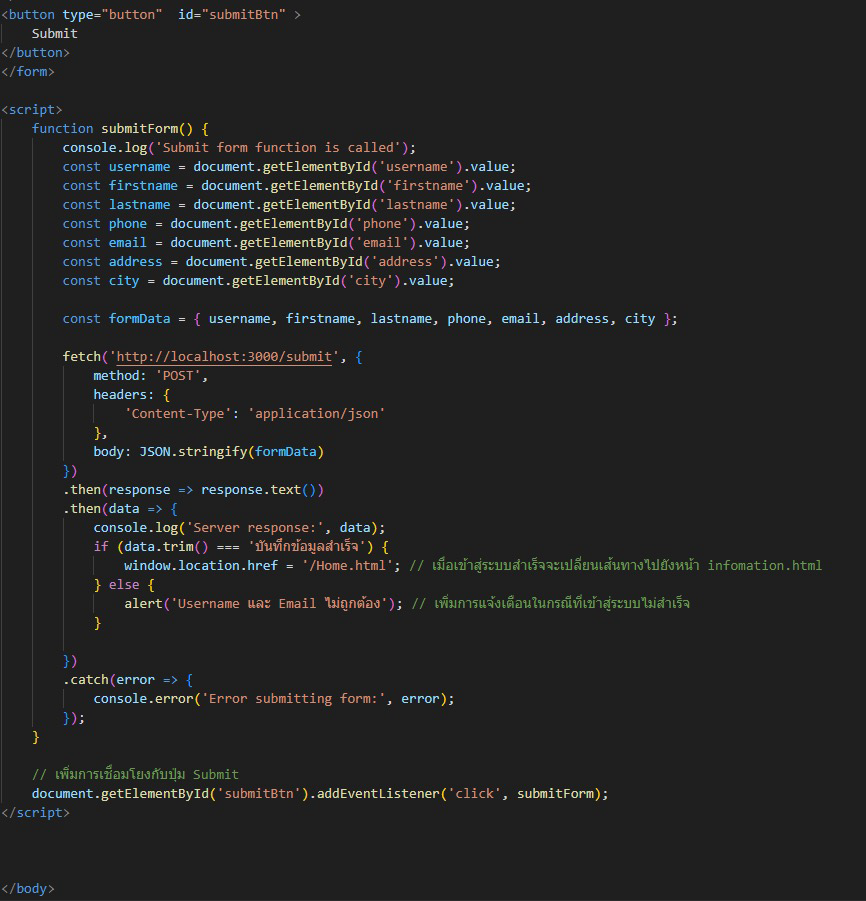 <button type="button"  id="submitBtn" >
    Submit
</button>
</form>
<script>
    function submitForm() {
        console.log('Submit form function is called');
        const username = document.getElementById('username').value;
        const firstname = document.getElementById('firstname').value;
        const lastname = document.getElementById('lastname').value;
        const phone = document.getElementById('phone').value;
        const email = document.getElementById('email').value;
        const address = document.getElementById('address').value;
        const city = document.getElementById('city').value;
        const formData = { username, firstname, lastname, phone, email, address, city };
        fetch('http://localhost:3000/submit', {
            method: 'POST',
            headers: {
                'Content-Type': 'application/json'
            },
            body: JSON.stringify(formData)
        })
        .then(response => response.text())
        .then(data => {
            console.log('Server response:', data);
            if (data.trim() === 'บันทึกข้อมูลสำเร็จ') {
                window.location.href = '/Home.html'; // เมื่อเข้าสู่ระบบสำเร็จจะเปลี่ยนเส้นทางไปยังหน้า infomation.html
            } else {
                alert('Username และ Email ไม่ถูกต้อง'); // เพิ่มการแจ้งเตือนในกรณีที่เข้าสู่ระบบไม่สำเร็จ
            }
        })
        .catch(error => {
            console.error('Error submitting form:', error);
        });
    }
    // เพิ่มการเชื่อมโยงกับปุ่ม Submit
    document.getElementById('submitBtn').addEventListener('click', submitForm);
</script>
</body>